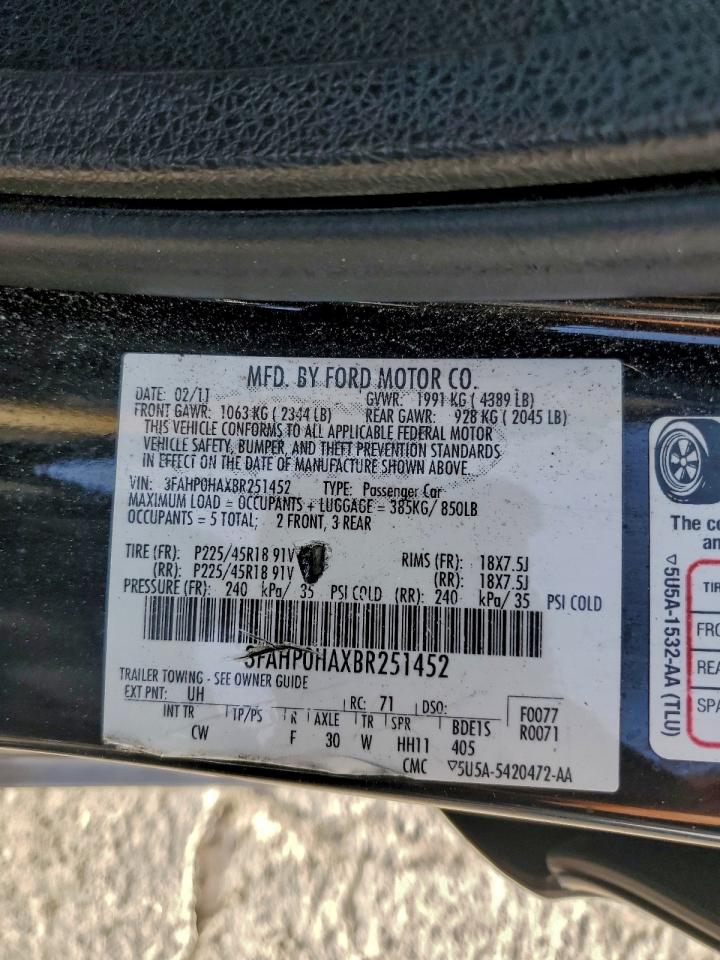 MFD. BY FORD MOTOR CO.
DATE: 02/11 GVWR: 1991 KG ( 4389 LB)
FRONT GAWR: 1063 KG ( 2344 LB) REAR GAWR: 928 KG ( 2045 LB)
THIS VEHICLE CONFORMS TO ALL APPLICABLE FEDERAL MOTOR
VEHICLE SAFETY, BUMPER, AND THEFT PREVENTION STANDARDS
IN EFFECT ON THE DATE OF MANUFACTURE SHOWN ABOVE.
VIN: 3FAHP0HAXBR251452 TYPE: Passenger Car
MAXIMUM LOAD = OCCUPANTS + LUGGAGE = 385KG/ 850LB
OCCUPANTS = 5 TOTAL; 2 FRONT, 3 REAR
TIRE (FR): P225/45R18 91V RIMS (FR): 18X7.5J
(RR): P225/45R18 91V (RR): 18X7.5J
PRESSURE (FR): 240 kPa/ 35 PSI COLD (RR): 240 kPa/ 35 PSI COLD
3FAHP0HAXBR251452
TRAILER TOWING - SEE OWNER GUIDE
EXT PNT: UH RC: 71 DSO: F0077
INT TR TP/PS R AXLE TR SPR BDE1S R0071
CW F 30 W HH11 405
CMC ▽5U5A-5420472-AA
The co
an
TIR
FRO
REA
SPA
▽5U5A-1532-AA (TLU)